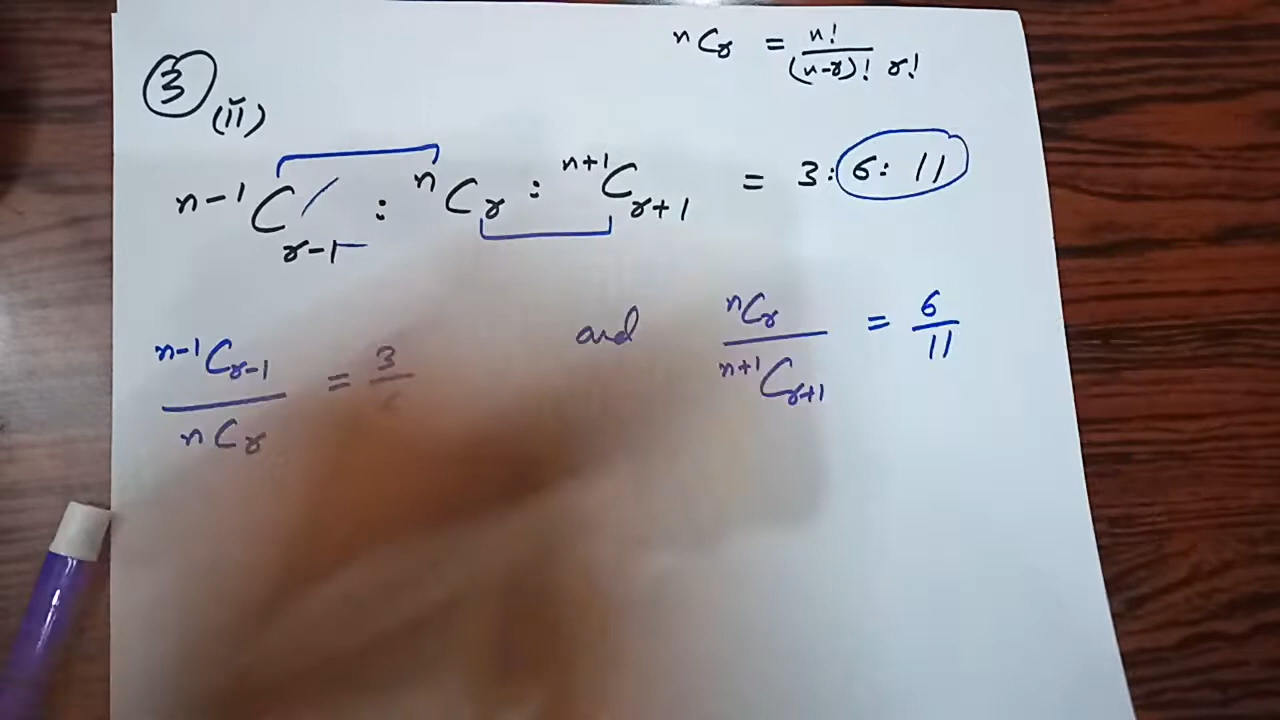 nCr = n! / (n-r)! r!
3 (ii)
n-1Cr-1 : nCr : n+1Cr+1 = 3 : 6 : 11
n-1Cr-1 / nCr = 3 / and nCr / n+1Cr+1 = 6 / 11